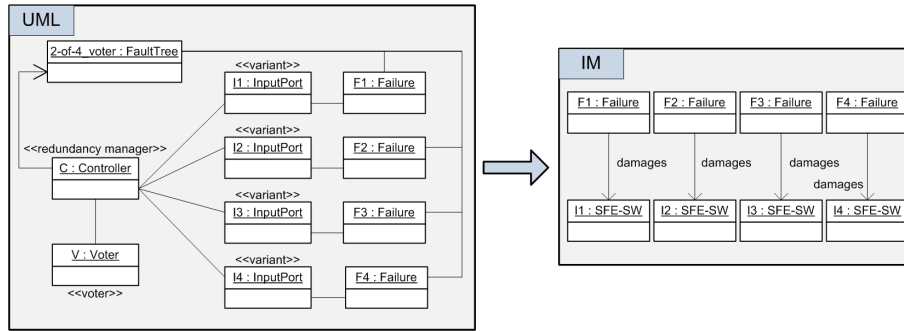 UML
2-of-4_voter : FaultTree
<<variant>>
I1 : InputPort
F1 : Failure
<<variant>>
I2 : InputPort
F2 : Failure
<<redundancy manager>>
C : Controller
<<variant>>
I3 : InputPort
F3 : Failure
V : Voter
<<voter>>
<<variant>>
I4 : InputPort
F4 : Failure
IM
F1 : Failure
F2 : Failure
F3 : Failure
F4 : Failure
damages
damages
damages
damages
I1 : SFE-SW
I2 : SFE-SW
I3 : SFE-SW
I4 : SFE-SW